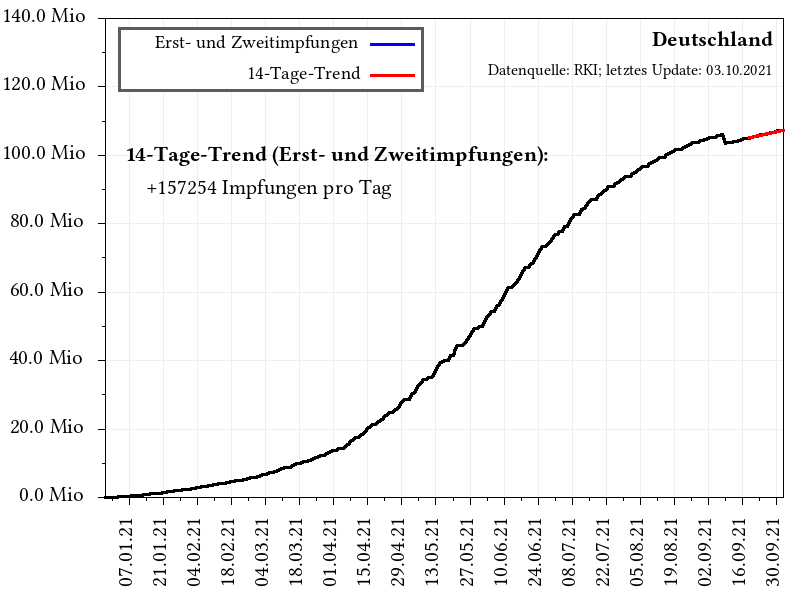 140.0 Mio
120.0 Mio
100.0 Mio
80.0 Mio
60.0 Mio
40.0 Mio
20.0 Mio
0.0 Mio
Erst- und Zweitimpfungen
14-Tage-Trend
Deutschland
Datenquelle: RKI; letztes Update: 03.10.2021
14-Tage-Trend (Erst- und Zweitimpfungen):
+157254 Impfungen pro Tag
07.01.21
21.01.21
04.02.21
18.02.21
04.03.21
18.03.21
01.04.21
15.04.21
29.04.21
13.05.21
27.05.21
10.06.21
24.06.21
08.07.21
22.07.21
05.08.21
19.08.21
02.09.21
16.09.21
30.09.21